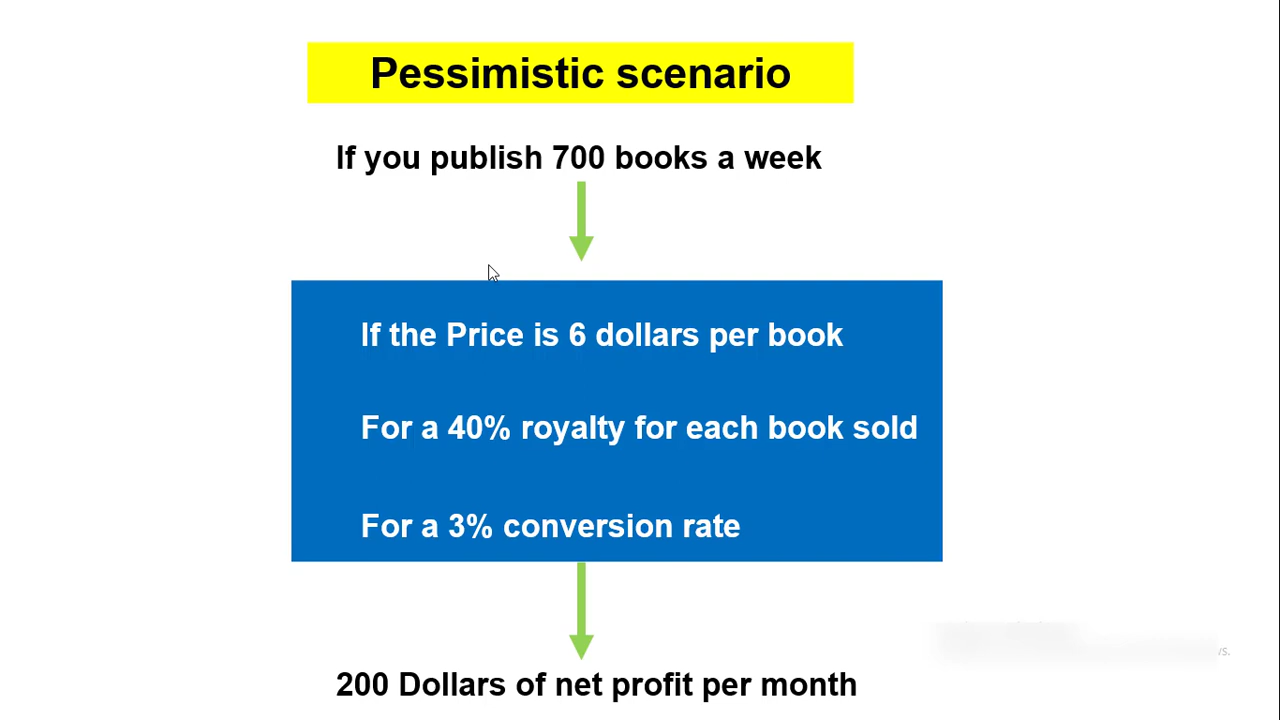 Pessimistic scenario
If you publish 700 books a week
If the Price is 6 dollars per book
For a 40% royalty for each book sold
For a 3% conversion rate
200 Dollars of net profit per month